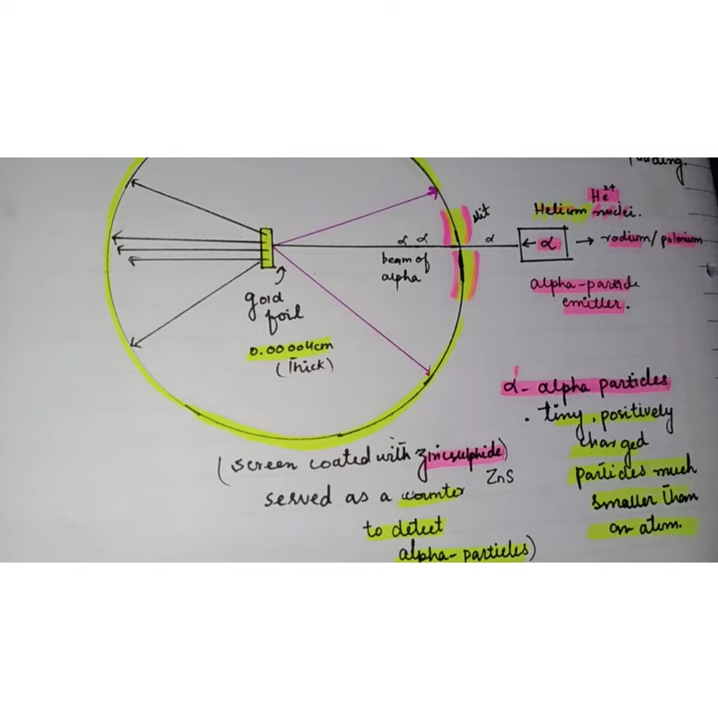 He2+
Helium nuclei.
slit
α α
α
←α → radium/polonium
beam of
alpha
alpha-particle
emitter.
gold
foil
0.00004cm
(Thick)
α- alpha particles
. tiny, positively
charged
particles much
smaller than
an atom.
(screen coated with zincsulphide)
ZnS
served as a counter
to detect
alpha-particles)